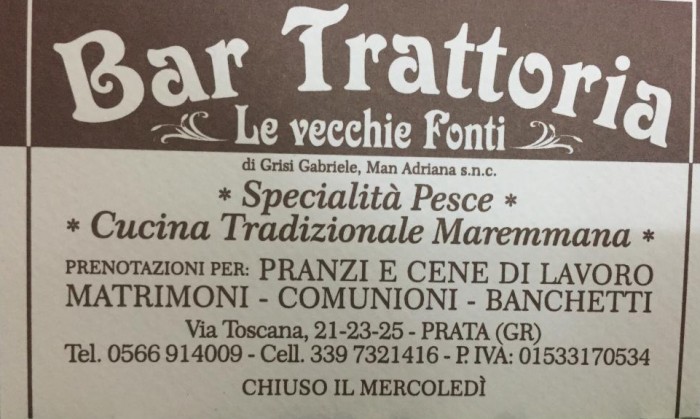 Bar Trattoria
Le vecchie Fonti
di Grisi Gabriele, Man Adriana s.n.c.
* Specialità Pesce *
* Cucina Tradizionale Maremmana *
PRENOTAZIONI PER: PRANZI E CENE DI LAVORO
MATRIMONI - COMUNIONI - BANCHETTI
Via Toscana, 21-23-25 - PRATA (GR)
Tel. 0566 914009 - Cell. 339 7321416 - P. IVA: 01533170534
CHIUSO IL MERCOLEDÌ